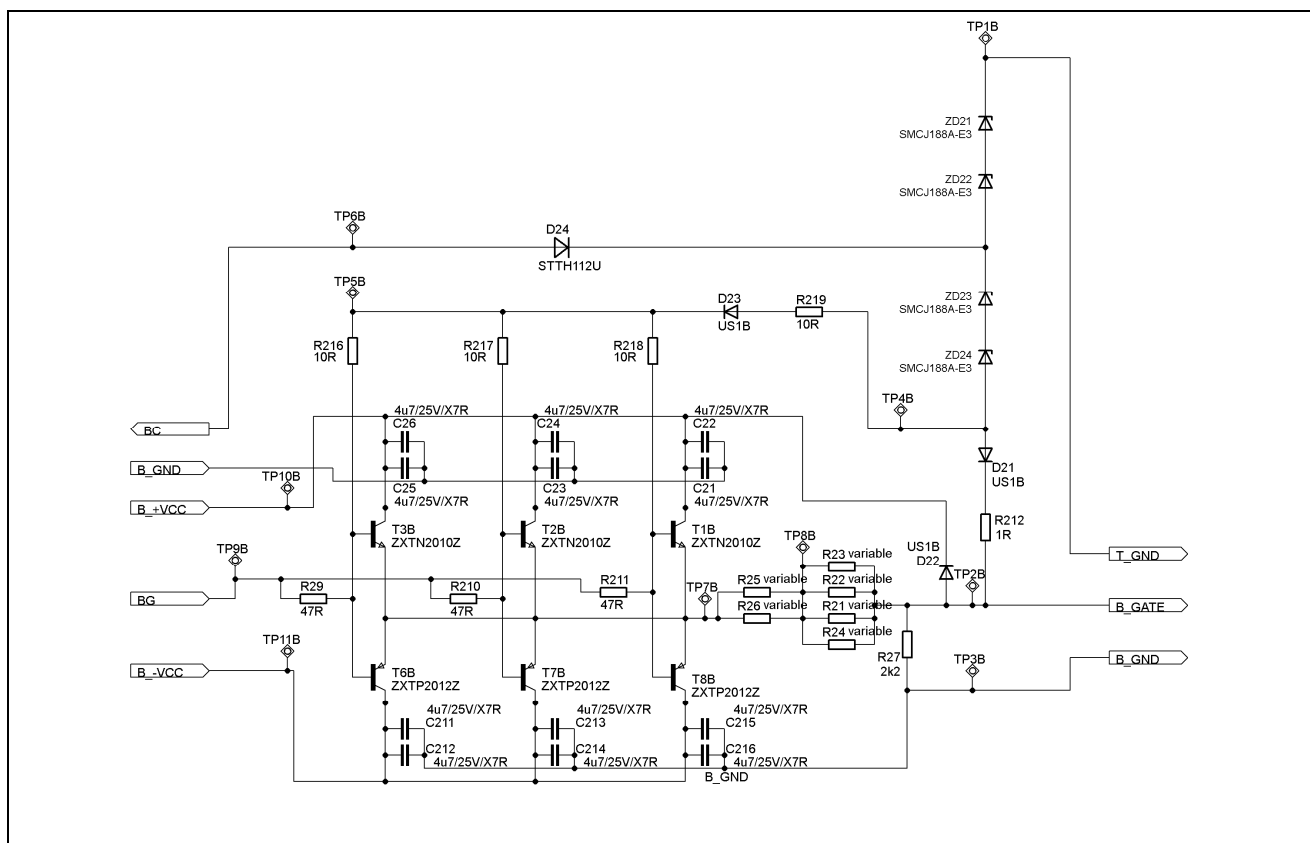 TP1B
ZD21
SMCJ188A-E3
ZD22
SMCJ188A-E3
TP6B
D24
STTH112U
TP5B
D23
US1B
R219
10R
ZD23
SMCJ188A-E3
R216
10R
R217
10R
R218
10R
ZD24
SMCJ188A-E3
4u7/25V/X7R
4u7/25V/X7R
4u7/25V/X7R
TP4B
BC
C26
C24
C22
B_GND
TP10B
C25
C23
C21
D21
US1B
B_+VCC
4u7/25V/X7R
4u7/25V/X7R
4u7/25V/X7R
R212
1R
T3B
ZXTN2010Z
T2B
ZXTN2010Z
T1B
ZXTN2010Z
TP9B
TP8B
US1B
D22
T_GND
R23 variable
R29
47R
R210
47R
R211
47R
TP7B
R25 variable
R22 variable
TP2B
BG
B_GATE
R26 variable
R21 variable
R24 variable
TP11B
R27
2k2
TP3B
B_GND
B_-VCC
T6B
ZXTP2012Z
T7B
ZXTP2012Z
T8B
ZXTP2012Z
4u7/25V/X7R
4u7/25V/X7R
4u7/25V/X7R
C211
C213
C215
C212
C214
C216
4u7/25V/X7R
4u7/25V/X7R
4u7/25V/X7R
B_GND